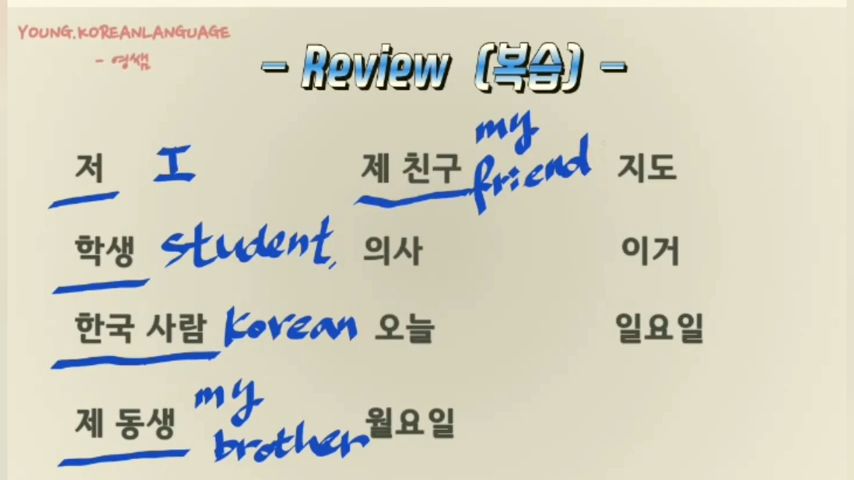 YOUNG.KOREANLANGUAGE
- 영쌤
- Review (복습) -
저 I 제 친구 my friend 지도
학생 student, 의사 이거
한국 사람 Korean 오늘 일요일
제 동생 my brother 월요일